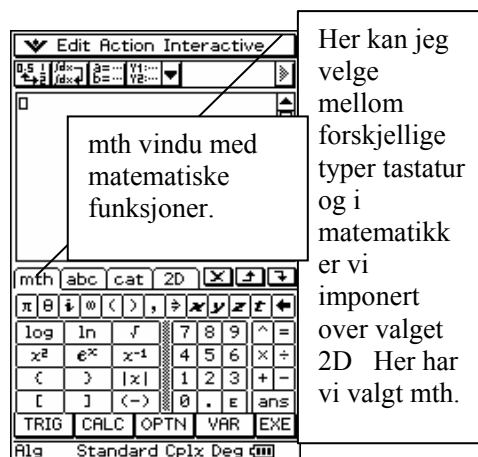 Edit Action Interactive
mth vindu med
matematiske
funksjoner.
Her kan jeg
velge
mellom
forskjellige
typer tastatur
og i
matematikk
er vi
imponert
over valget
2D Her har
vi valgt mth.
mth abc cat 2D
π θ i ∞ ( ) , ⇒ x y z t ←
log ln √ 7 8 9 ^ =
x² eˣ x⁻¹ 4 5 6 × ÷
( ) |x| 1 2 3 + −
[ ] (−) 0 . E ans
TRIG CALC OPTN VAR EXE
Alg Standard Cplx Deg